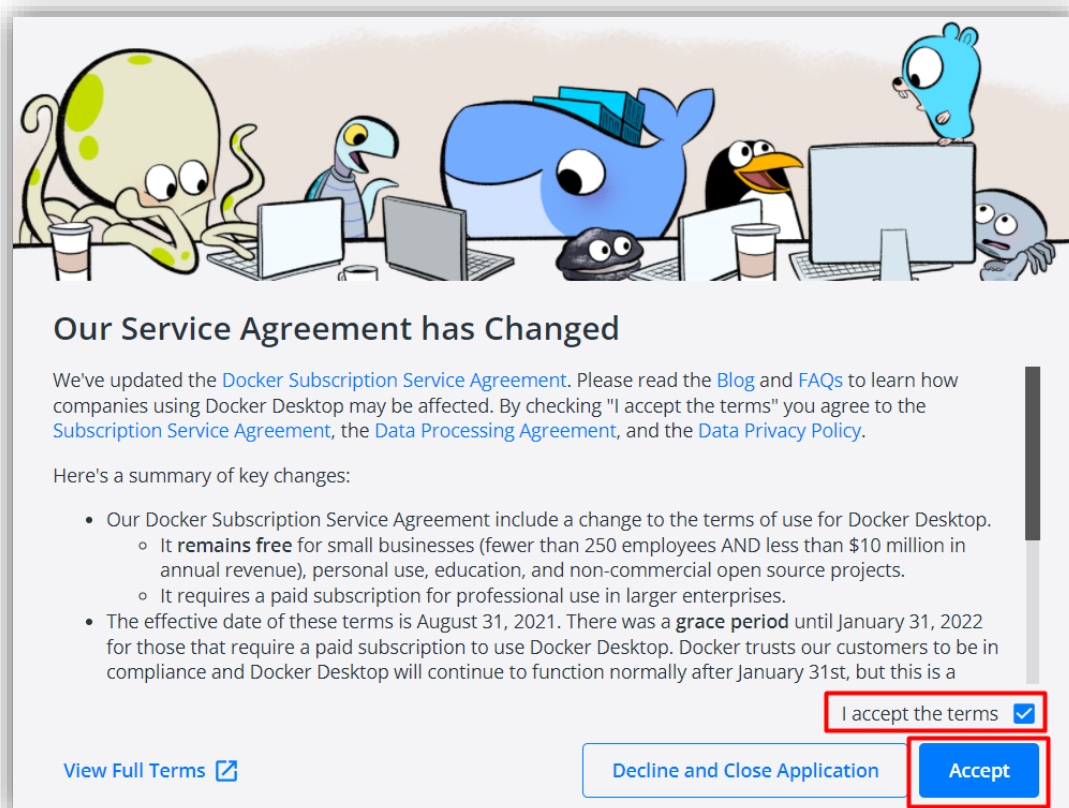 Our Service Agreement has Changed
We've updated the Docker Subscription Service Agreement. Please read the Blog and FAQs to learn how
companies using Docker Desktop may be affected. By checking "I accept the terms" you agree to the
Subscription Service Agreement, the Data Processing Agreement, and the Data Privacy Policy.
Here's a summary of key changes:
• Our Docker Subscription Service Agreement include a change to the terms of use for Docker Desktop.
◦ It remains free for small businesses (fewer than 250 employees AND less than $10 million in
annual revenue), personal use, education, and non-commercial open source projects.
◦ It requires a paid subscription for professional use in larger enterprises.
• The effective date of these terms is August 31, 2021. There was a grace period until January 31, 2022
for those that require a paid subscription to use Docker Desktop. Docker trusts our customers to be in
compliance and Docker Desktop will continue to function normally after January 31st, but this is a
I accept the terms
View Full Terms
Decline and Close Application
Accept